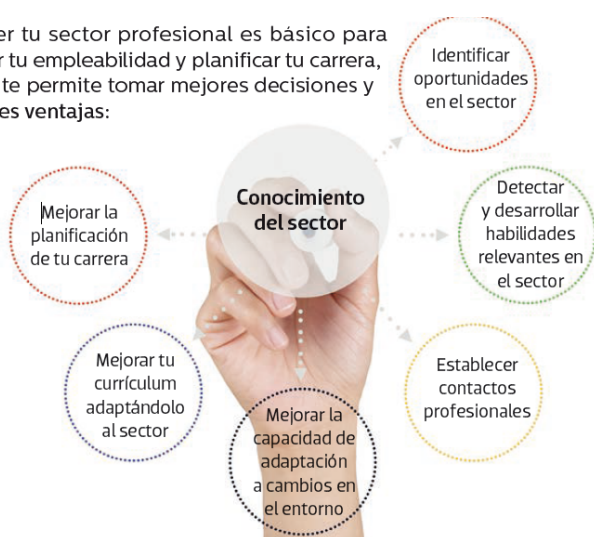 er tu sector profesional es básico para
r tu empleabilidad y planificar tu carrera,
te permite tomar mejores decisiones y
es ventajas:
Identificar
oportunidades
en el sector
Conocimiento
del sector
Mejorar la
planificación
de tu carrera
Detectar
y desarrollar
habilidades
relevantes en
el sector
Mejorar tu
currículum
adaptándolo
al sector
Establecer
contactos
profesionales
Mejorar la
capacidad de
adaptación
a cambios en
el entorno